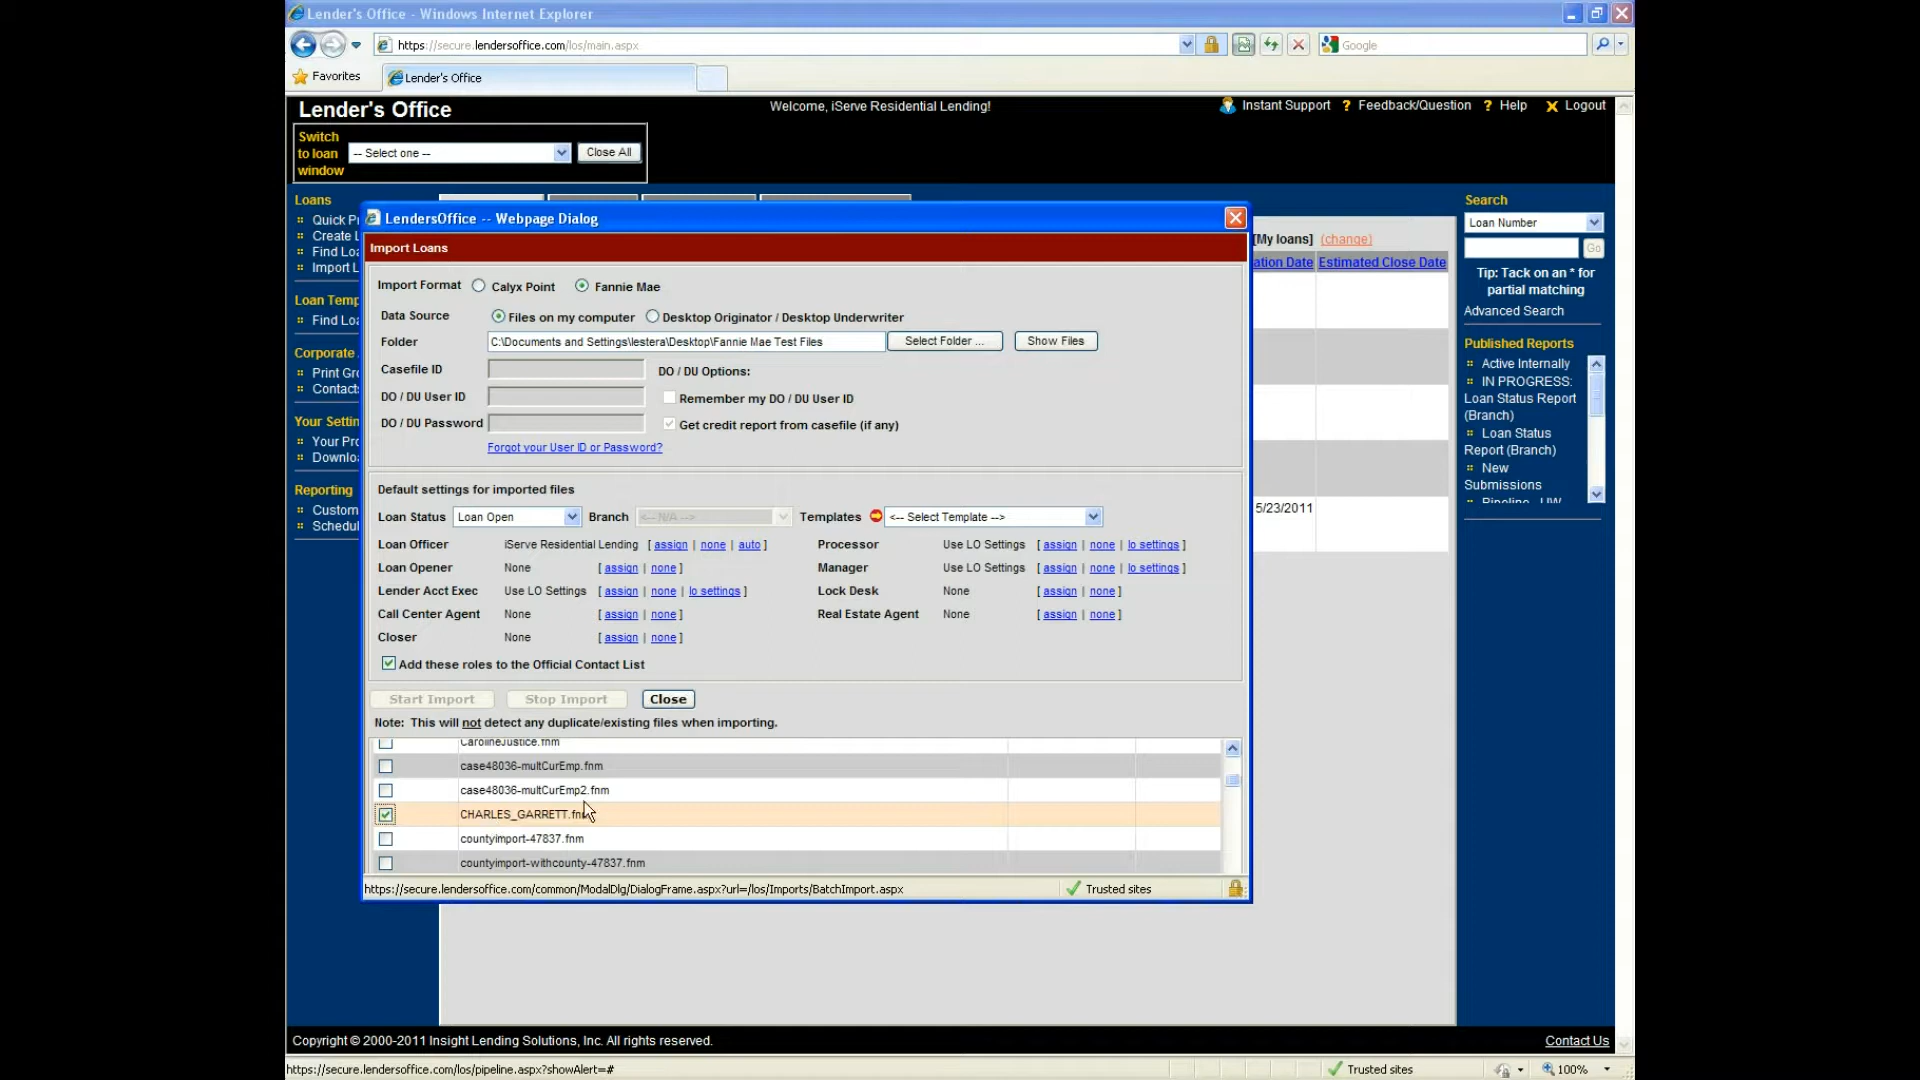 Lender's Office - Windows Internet Explorer
https://secure.lendersoffice.com/los/main.aspx
Google
Favorites
Lender's Office
Lender's Office
Welcome, iServe Residential Lending!
Instant Support ? Feedback/Question ? Help X Logout
Switch
to loan
window
-- Select one --
Close All
Loans
Quick
Create
Find
Import
Loan
Find
Corporate
Print
Your
Your
Reporting
LendersOffice -- Webpage Dialog
Import Loans
Import Format Calyx Point Fannie Mae
Data Source Files on my computer Desktop Originator / Desktop Underwriter
Folder C:\Documents and Settings\lestera\Desktop\Fannie Mae Test Files Select Folder ... Show Files
Casefile ID DO / DU Options:
DO / DU User ID Remember my DO / DU User ID
DO / DU Password Get credit report from casefile (if any)
Forgot your User ID or Password?
Default settings for imported files
Loan Status Loan Open Branch <-- N/A --> Templates <-- Select Template -->
Loan Officer iServe Residential Lending [ assign | none | auto ] Processor Use LO Settings [ assign | none | lo settings ]
Loan Opener None [ assign | none ] Manager Use LO Settings [ assign | none | lo settings ]
Lender Acct Exec Use LO Settings [ assign | none | lo settings ] Lock Desk None [ assign | none ]
Call Center Agent None [ assign | none ] Real Estate Agent None [ assign | none ]
Closer None [ assign | none ]
Add these roles to the Official Contact List
Start Import Stop Import Close
Note: This will not detect any duplicate/existing files when importing.
CarolineJustice.fnm
case48036-multCurEmp.fnm
case48036-multCurEmp2.fnm
CHARLES_GARRETT.fnm
countyimport-47837.fnm
countyimport-withcounty-47837.fnm
https://secure.lendersoffice.com/common/ModalDlg/DialogFrame.aspx?url=/los/Imports/BatchImport.aspx
Trusted sites
[My loans] (change)
Date Estimated Close Date
5/23/2011
Search
Loan Number
Go
Tip: Tack on an * for
partial matching
Advanced Search
Published Reports
Active Internally
IN PROGRESS:
Loan Status Report
(Branch)
Loan Status
Report (Branch)
New
Submissions
Pipeline - UW
Copyright © 2000-2011 Insight Lending Solutions, Inc. All rights reserved.
Contact Us
https://secure.lendersoffice.com/los/pipeline.aspx?showAlert=#
Trusted sites
100%